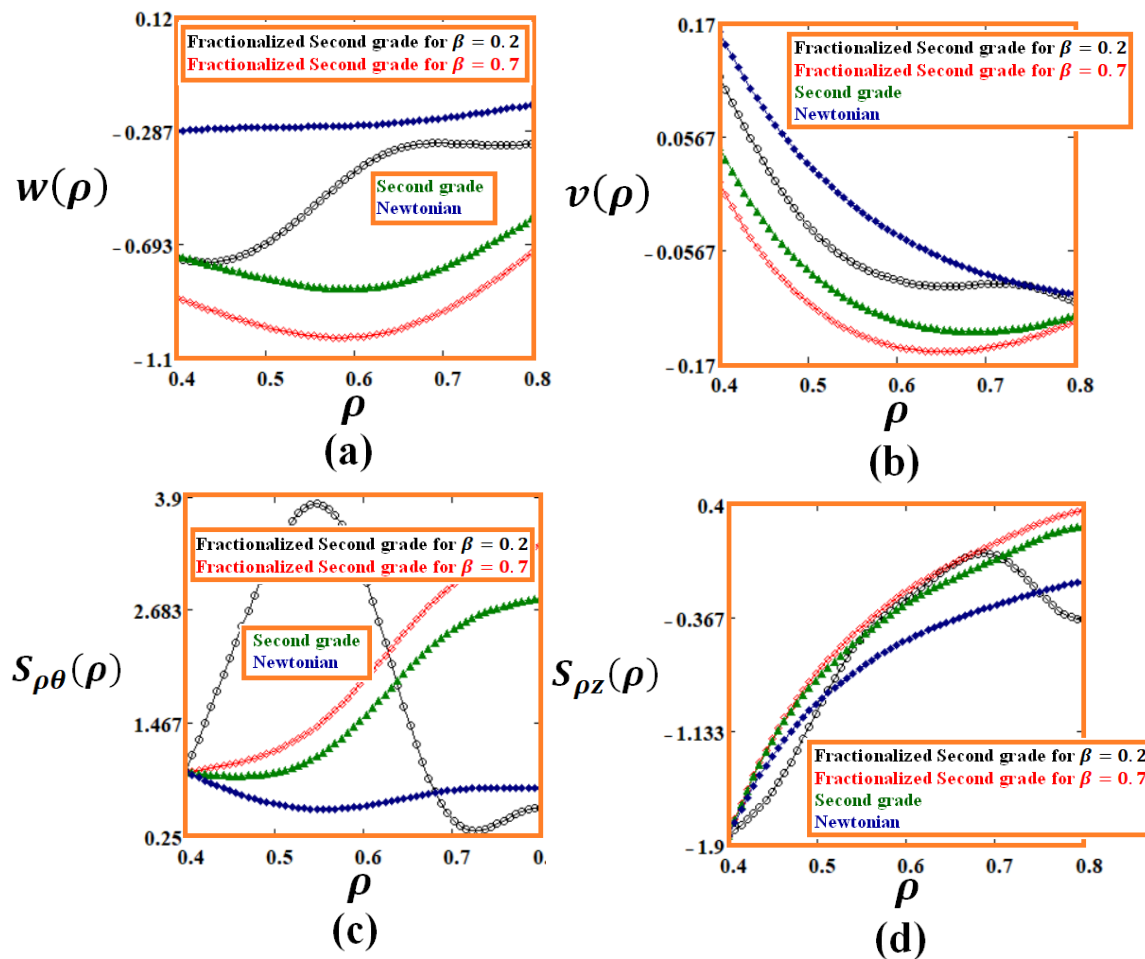 0.12
Fractionalized Second grade for β = 0.2
Fractionalized Second grade for β = 0.7
−0.287
w(ρ)
Second grade
Newtonian
−0.693
−1.1
0.4 0.5 0.6 0.7 0.8
ρ
(a)
0.17
Fractionalized Second grade for β = 0.2
Fractionalized Second grade for β = 0.7
Second grade
Newtonian
0.0567
v(ρ)
−0.0567
−0.17
0.4 0.5 0.6 0.7 0.8
ρ
(b)
3.9
Fractionalized Second grade for β = 0.2
Fractionalized Second grade for β = 0.7
2.683
Second grade
Newtonian
Sρθ(ρ)
1.467
0.25
0.4 0.5 0.6 0.7 0.
ρ
(c)
0.4
−0.367
Sρz(ρ)
−1.133
Fractionalized Second grade for β = 0.2
Fractionalized Second grade for β = 0.7
Second grade
Newtonian
−1.9
0.4 0.5 0.6 0.7 0.8
ρ
(d)